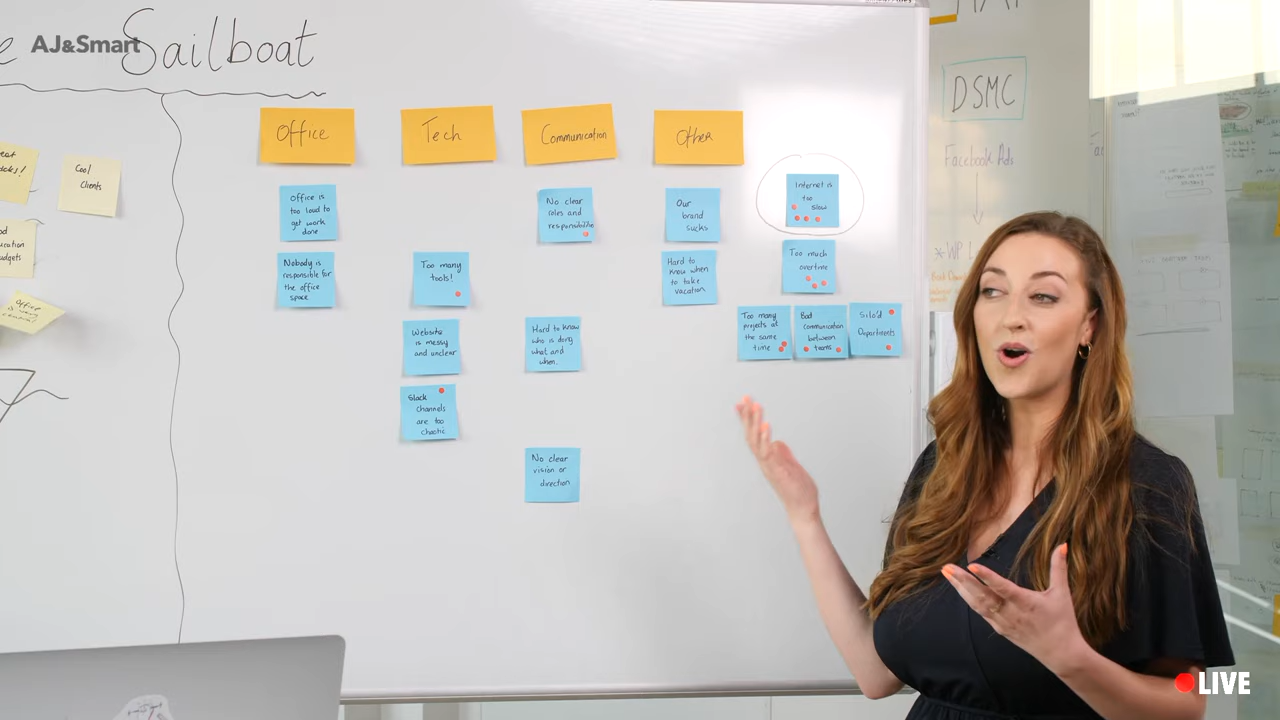 AJ&Smart
Sailboat
Cool
Clients
Office
Tech
Communication
Other
Office is
too loud to
get work
done
Nobody is
responsible for
the office
space
Too many
tools!
Website
is messy
and unclear
Slack
channels
are too
chaotic
No clear
roles and
responsibilities
Hard to know
who is doing
what and
when
No clear
vision or
direction
Our
brand
sucks
Hard to
know when
to take
vacation
Internet is
too
slow
Too much
overtime
Too many
projects at
the same
time
Bad
communication
between
teams
Silo'd
Departments
DSMC
Facebook Ads
LIVE